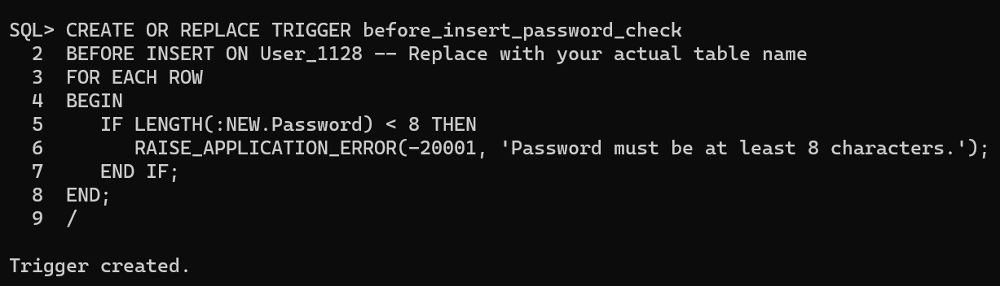 SQL> CREATE OR REPLACE TRIGGER before_insert_password_check
  2  BEFORE INSERT ON User_1128 -- Replace with your actual table name
  3  FOR EACH ROW
  4  BEGIN
  5     IF LENGTH(:NEW.Password) < 8 THEN
  6        RAISE_APPLICATION_ERROR(-20001, 'Password must be at least 8 characters.');
  7     END IF;
  8  END;
  9  /
Trigger created.